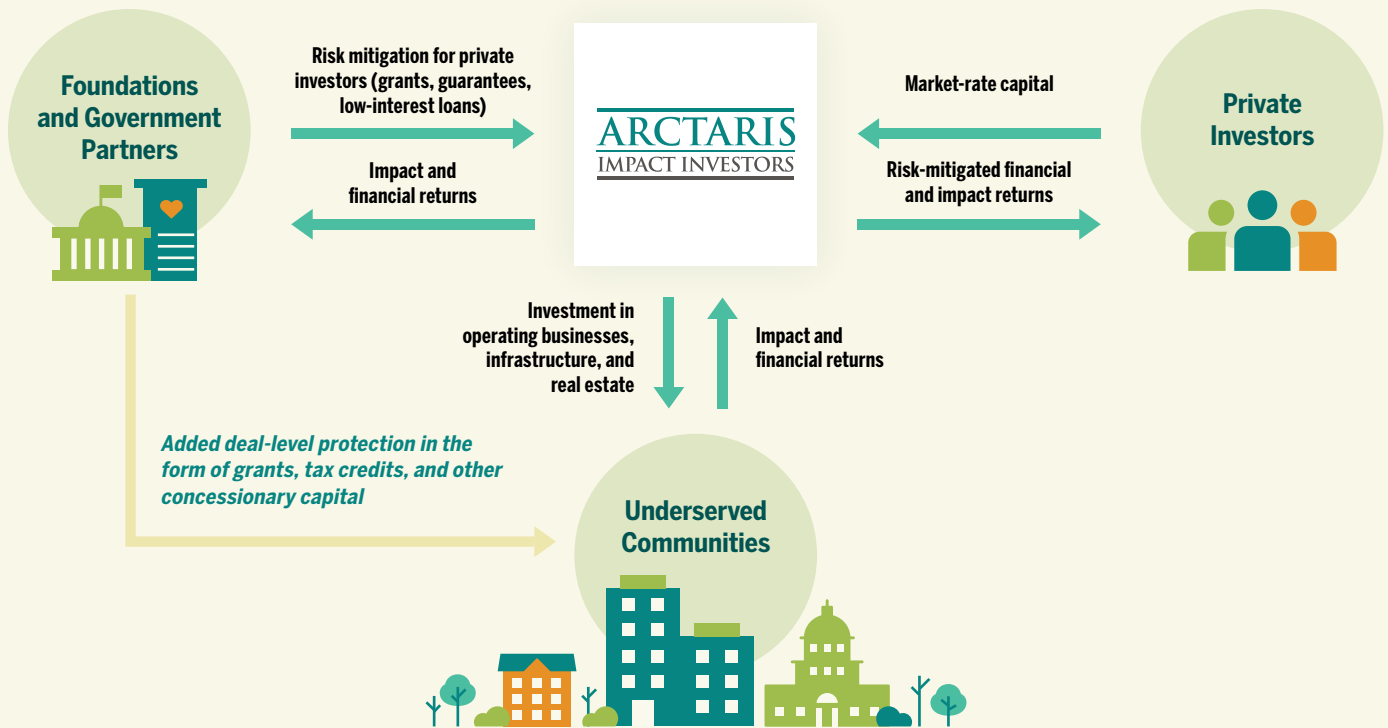 Foundations
and Government
Partners
Risk mitigation for private
investors (grants, guarantees,
low-interest loans)
Impact and
financial returns
ARCTARIS
IMPACT INVESTORS
Market-rate capital
Risk-mitigated financial
and impact returns
Private
Investors
Investment in
operating businesses,
infrastructure, and
real estate
Impact and
financial returns
Added deal-level protection in the
form of grants, tax credits, and other
concessionary capital
Underserved
Communities